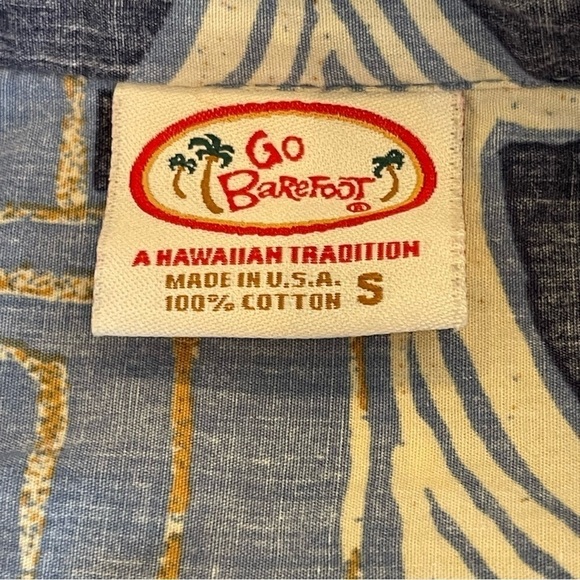 Go
Barefoot®
A HAWAIIAN TRADITION
MADE IN U.S.A.
100% COTTON S